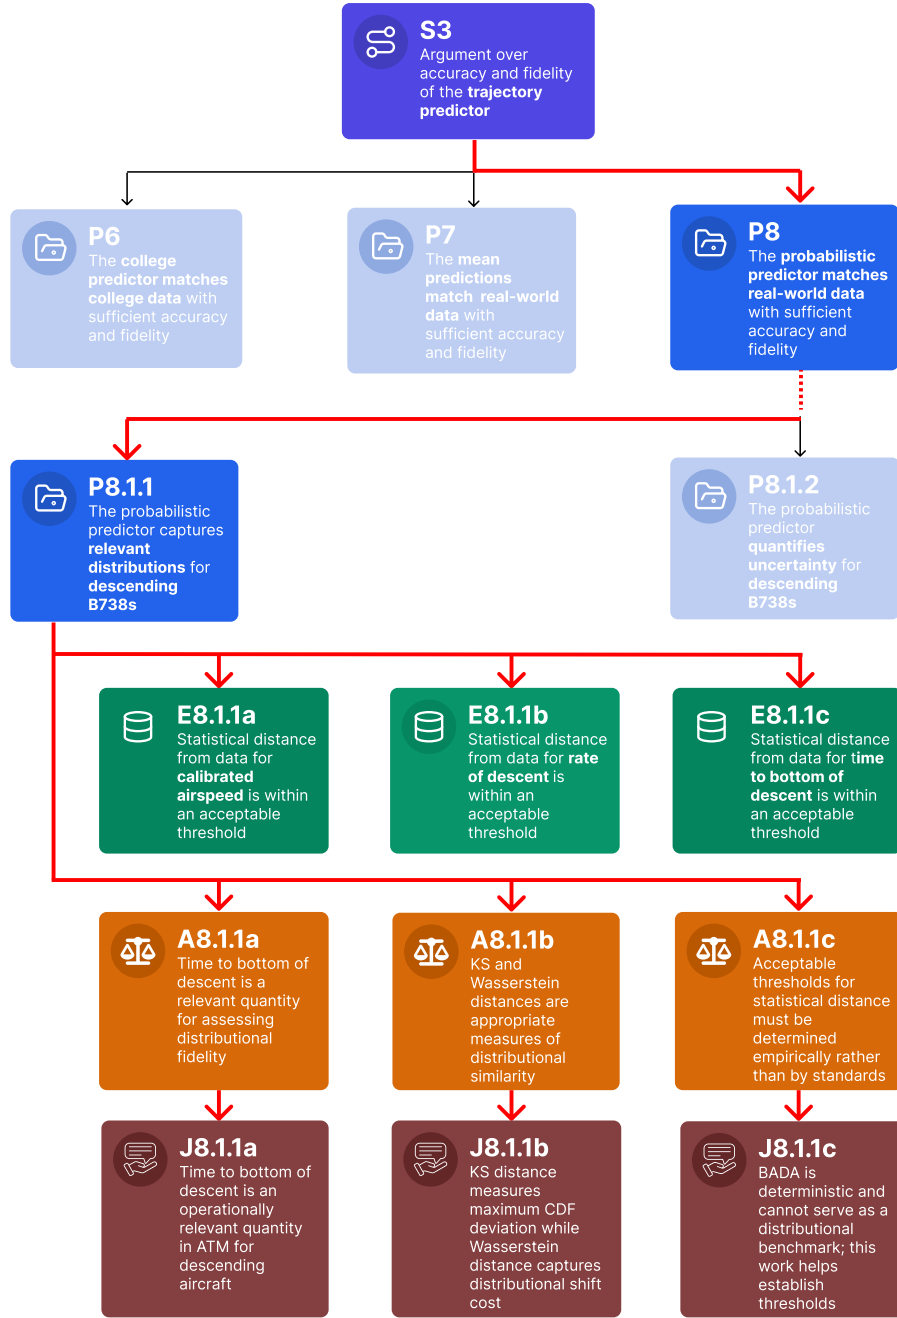 S3
Argument over
accuracy and fidelity
of the trajectory
predictor
P6
The college
predictor matches
college data with
sufficient accuracy
and fidelity
P7
The mean
predictions
match real-world
data with
sufficient accuracy
and fidelity
P8
The probabilistic
predictor matches
real-world data
with sufficient
accuracy and
fidelity
P8.1.1
The probabilistic
predictor captures
relevant
distributions for
descending
B738s
P8.1.2
The probabilistic
predictor
quantifies
uncertainty for
descending
B738s
E8.1.1a
Statistical distance
from data for
calibrated
airspeed is within
an acceptable
threshold
E8.1.1b
Statistical distance
from data for rate
of descent is
within an
acceptable
threshold
E8.1.1c
Statistical distance
from data for time
to bottom of
descent is within
an acceptable
threshold
A8.1.1a
Time to bottom of
descent is a
relevant quantity
for assessing
distributional
fidelity
A8.1.1b
KS and
Wasserstein
distances are
appropriate
measures of
distributional
similarity
A8.1.1c
Acceptable
thresholds for
statistical distance
must be
determined
empirically rather
than by standards
J8.1.1a
Time to bottom of
descent is an
operationally
relevant quantity
in ATM for
descending
aircraft
J8.1.1b
KS distance
measures
maximum CDF
deviation while
Wasserstein
distance captures
distributional shift
cost
J8.1.1c
BADA is
deterministic and
cannot serve as a
distributional
benchmark; this
work helps
establish
thresholds